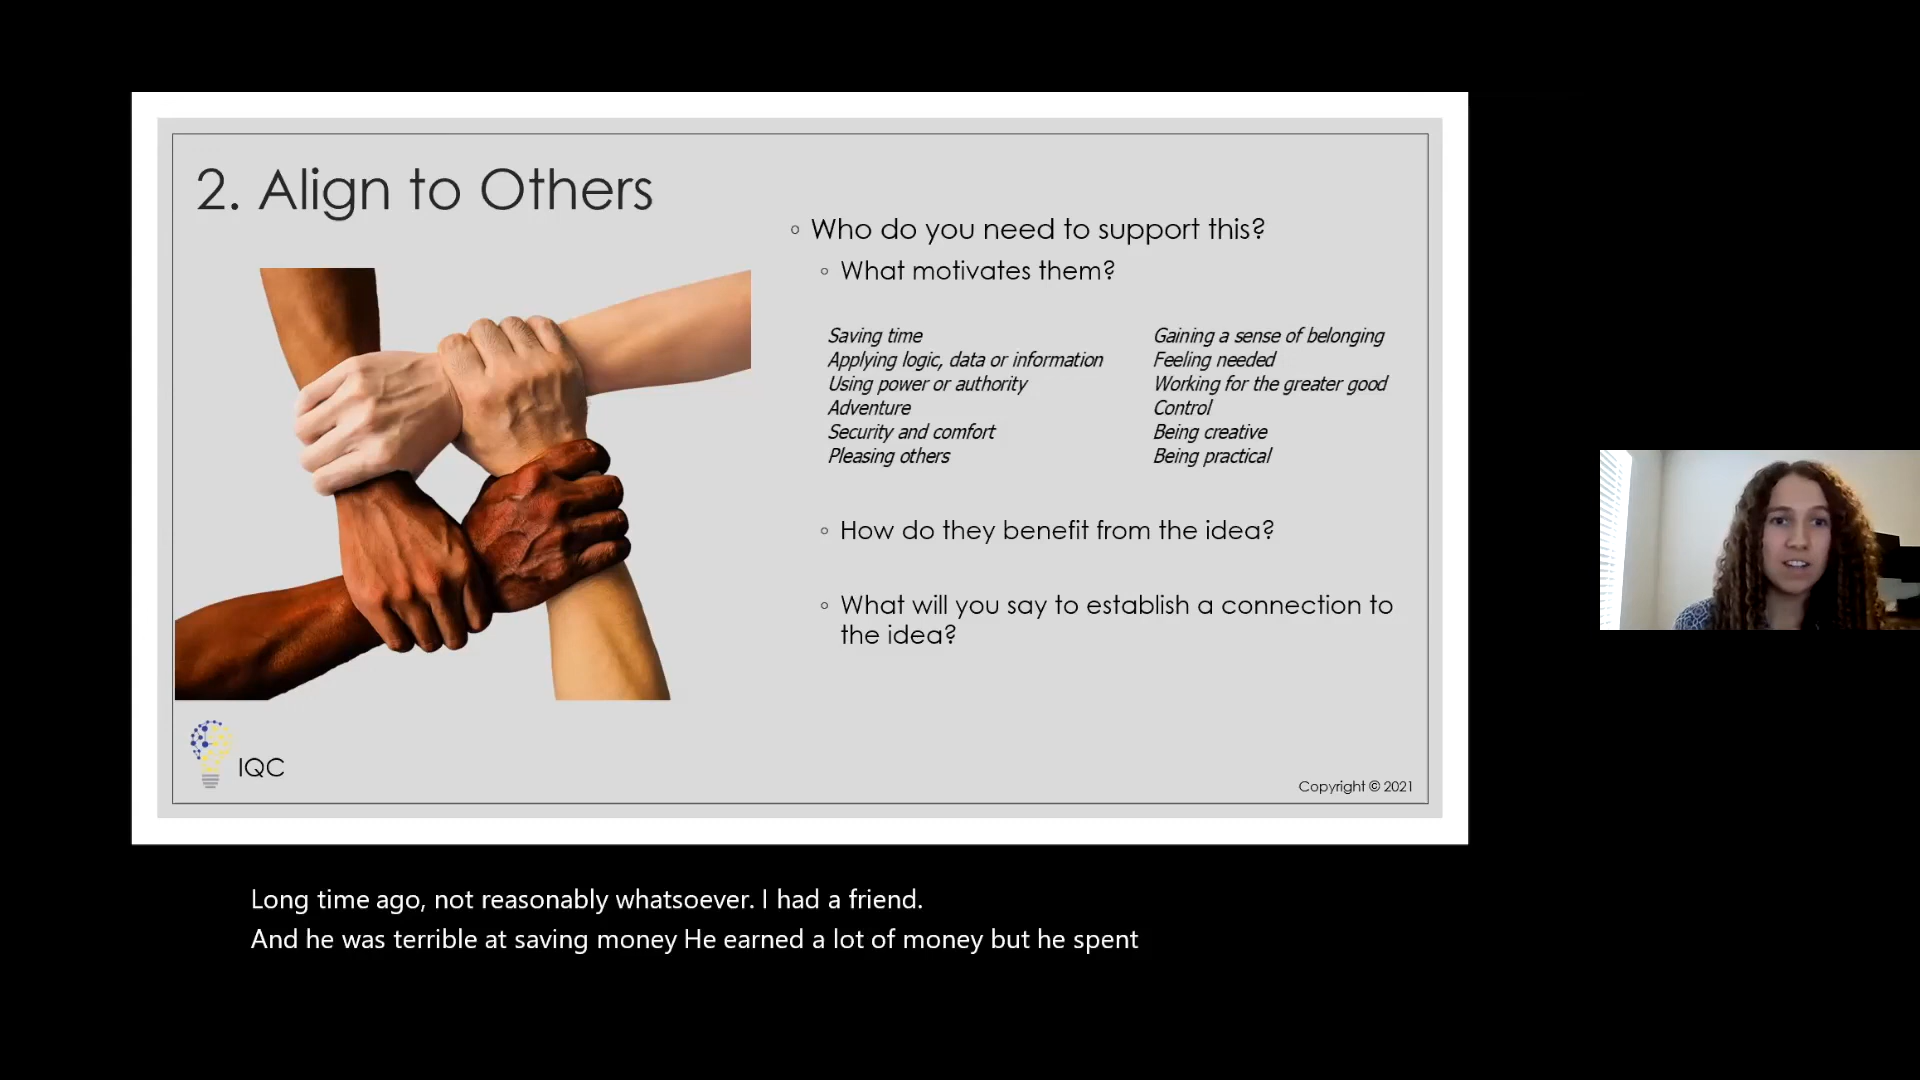 2. Align to Others
◦ Who do you need to support this?
◦ What motivates them?
Saving time
Applying logic, data or information
Using power or authority
Adventure
Security and comfort
Pleasing others
Gaining a sense of belonging
Feeling needed
Working for the greater good
Control
Being creative
Being practical
◦ How do they benefit from the idea?
◦ What will you say to establish a connection to
the idea?
IQC
Copyright © 2021
Long time ago, not reasonably whatsoever. I had a friend.
And he was terrible at saving money He earned a lot of money but he spent